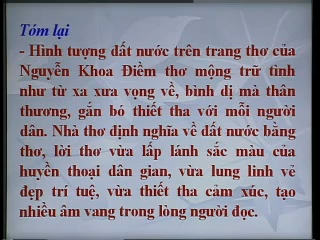 Tóm lại
- Hình tượng đất nước trên trang thơ của
Nguyễn Khoa Điềm thơ mộng trữ tình
như từ xa xưa vọng về, bình dị mà thân
thương, gắn bó thiết tha với mỗi người
dân. Nhà thơ định nghĩa về đất nước bằng
thơ, lời thơ vừa lấp lánh sắc màu của
huyền thoại dân gian, vừa lung linh vẻ
đẹp trí tuệ, vừa thiết tha cảm xúc, tạo
nhiều âm vang trong lòng người đọc.